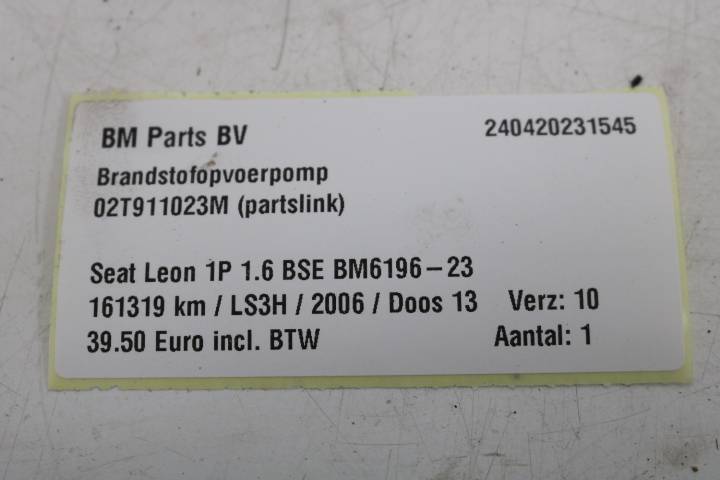 BM Parts BV 240420231545
Brandstofopvoerpomp
02T911023M (partslink)
Seat Leon 1P 1.6 BSE BM6196-23
161319 km / LS3H / 2006 / Doos 13 Verz: 10
39.50 Euro incl. BTW Aantal: 1